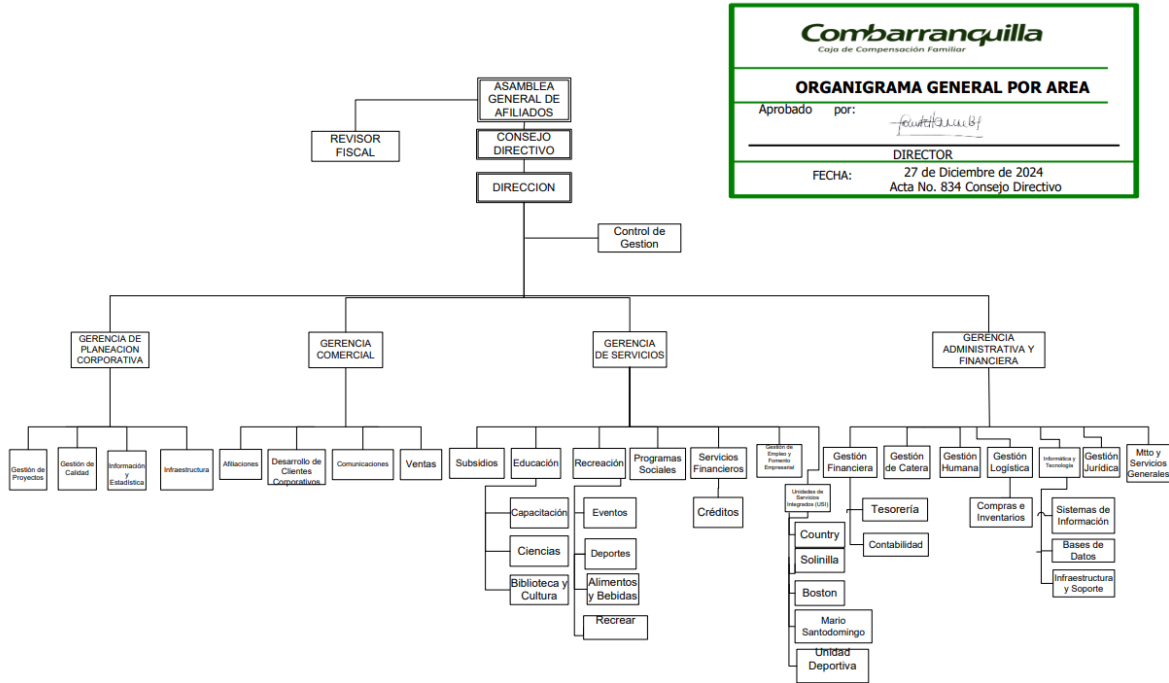 Combarranquilla
Caja de Compensación Familiar
ORGANIGRAMA GENERAL POR AREA
Aprobado por:
DIRECTOR
FECHA: 27 de Diciembre de 2024
Acta No. 834 Consejo Directivo
ASAMBLEA
GENERAL DE
AFILIADOS
REVISOR
FISCAL
CONSEJO
DIRECTIVO
DIRECCION
Control de
Gestion
GERENCIA DE
PLANEACION
CORPORATIVA
GERENCIA
COMERCIAL
GERENCIA
DE SERVICIOS
GERENCIA
ADMINISTRATIVA Y
FINANCIERA
Gestión de
Proyectos
Gestión de
Calidad
Información
y
Estadística
Infraestructura
Afiliaciones
Desarrollo de
Clientes
Corporativos
Comunicaciones
Ventas
Subsidios
Educación
Recreación
Programas
Sociales
Servicios
Financieros
Gestión de
Empleo y
Fomento
Empresarial
Unidades de
Servicios
Integrados (USI)
Gestión
Financiera
Gestión
de Catera
Gestión
Humana
Gestión
Logística
Informática y
Tecnología
Gestión
Jurídica
Mtto y
Servicios
Generales
Capacitación
Ciencias
Biblioteca y
Cultura
Eventos
Deportes
Alimentos
y Bebidas
Recrear
Créditos
Country
Solinilla
Boston
Mario
Santodomingo
Unidad
Deportiva
Tesorería
Contabilidad
Compras e
Inventarios
Sistemas de
Información
Bases de
Datos
Infraestructura
y Soporte